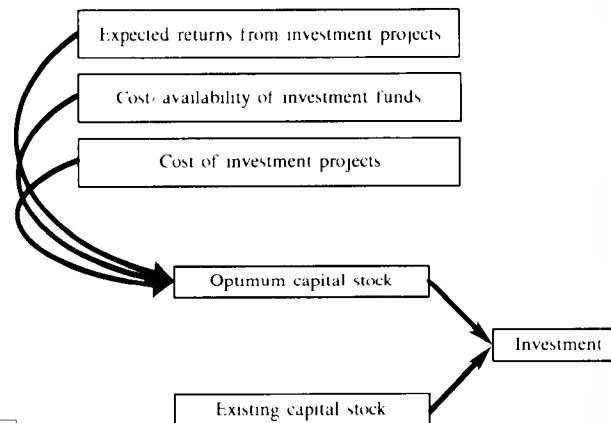 Expected returns from investment projects
Cost/availability of investment funds
Cost of investment projects
Optimum capital stock
Investment
Existing capital stock